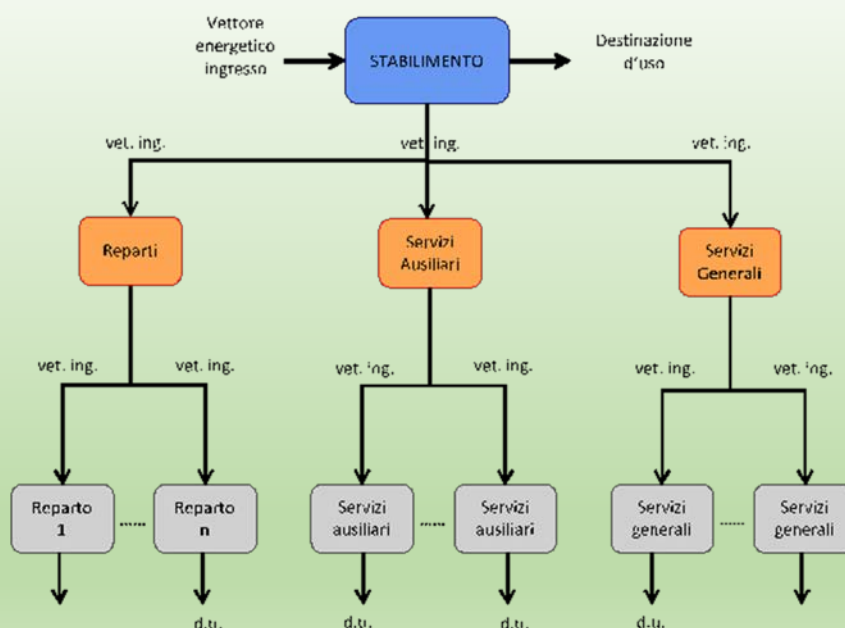 Vettore
energetico
ingresso
STABILIMENTO
Destinazione
d'uso
vet. ing.
vet. ing.
vet. ing.
Reparti
Servizi
Ausiliari
Servizi
Generali
vet. ing.
vet. ing.
vet. ing.
vet. ing.
vet. ing.
vet. ing.
Reparto
1
......
Reparto
n
Servizi
ausiliari
......
Servizi
ausiliari
Servizi
generali
......
Servizi
generali
d.u.
d.u.
d.u.
d.u.